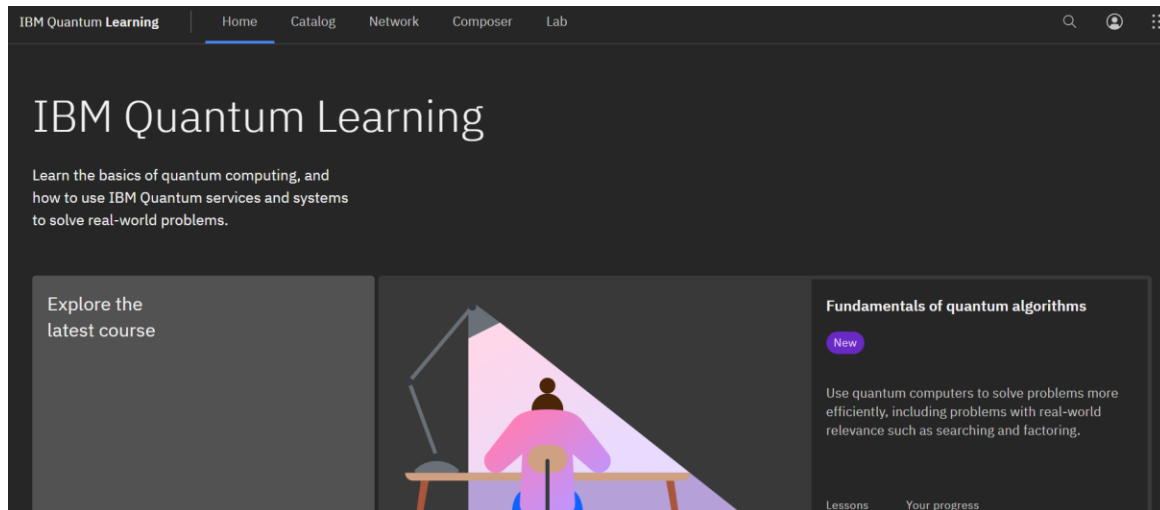 IBM Quantum Learning Home Catalog Network Composer Lab
IBM Quantum Learning
Learn the basics of quantum computing, and
how to use IBM Quantum services and systems
to solve real-world problems.
Explore the
latest course
Fundamentals of quantum algorithms
New
Use quantum computers to solve problems more
efficiently, including problems with real-world
relevance such as searching and factoring.
Lessons Your progress